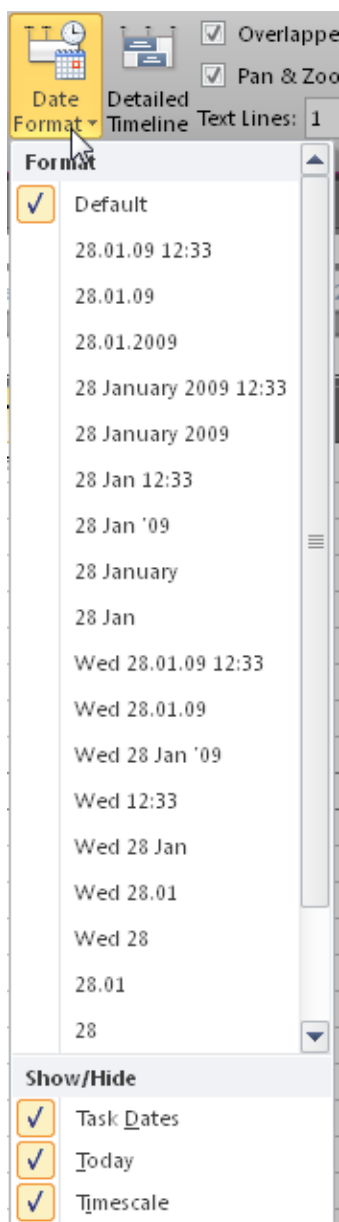 Overlappe
Pan & Zoo
Date Format
Detailed Timeline
Text Lines: 1
Format
Default
28.01.09 12:33
28.01.09
28.01.2009
28 January 2009 12:33
28 January 2009
28 Jan 12:33
28 Jan '09
28 January
28 Jan
Wed 28.01.09 12:33
Wed 28.01.09
Wed 28 Jan '09
Wed 12:33
Wed 28 Jan
Wed 28.01
Wed 28
28.01
28
Show/Hide
Task Dates
Today
Timescale